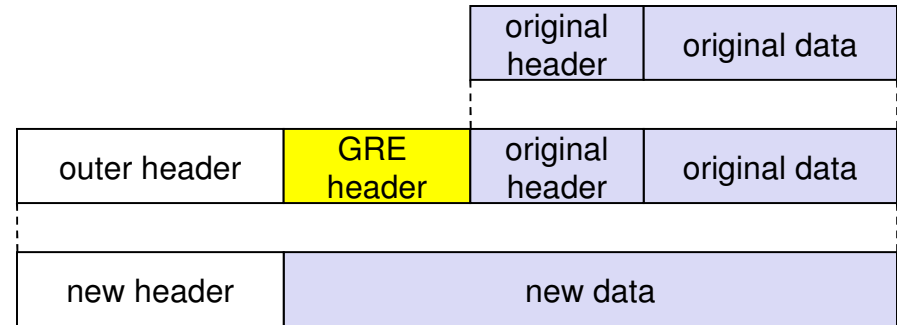 original
header
original data
outer header
GRE
header
original
header
original data
new header
new data